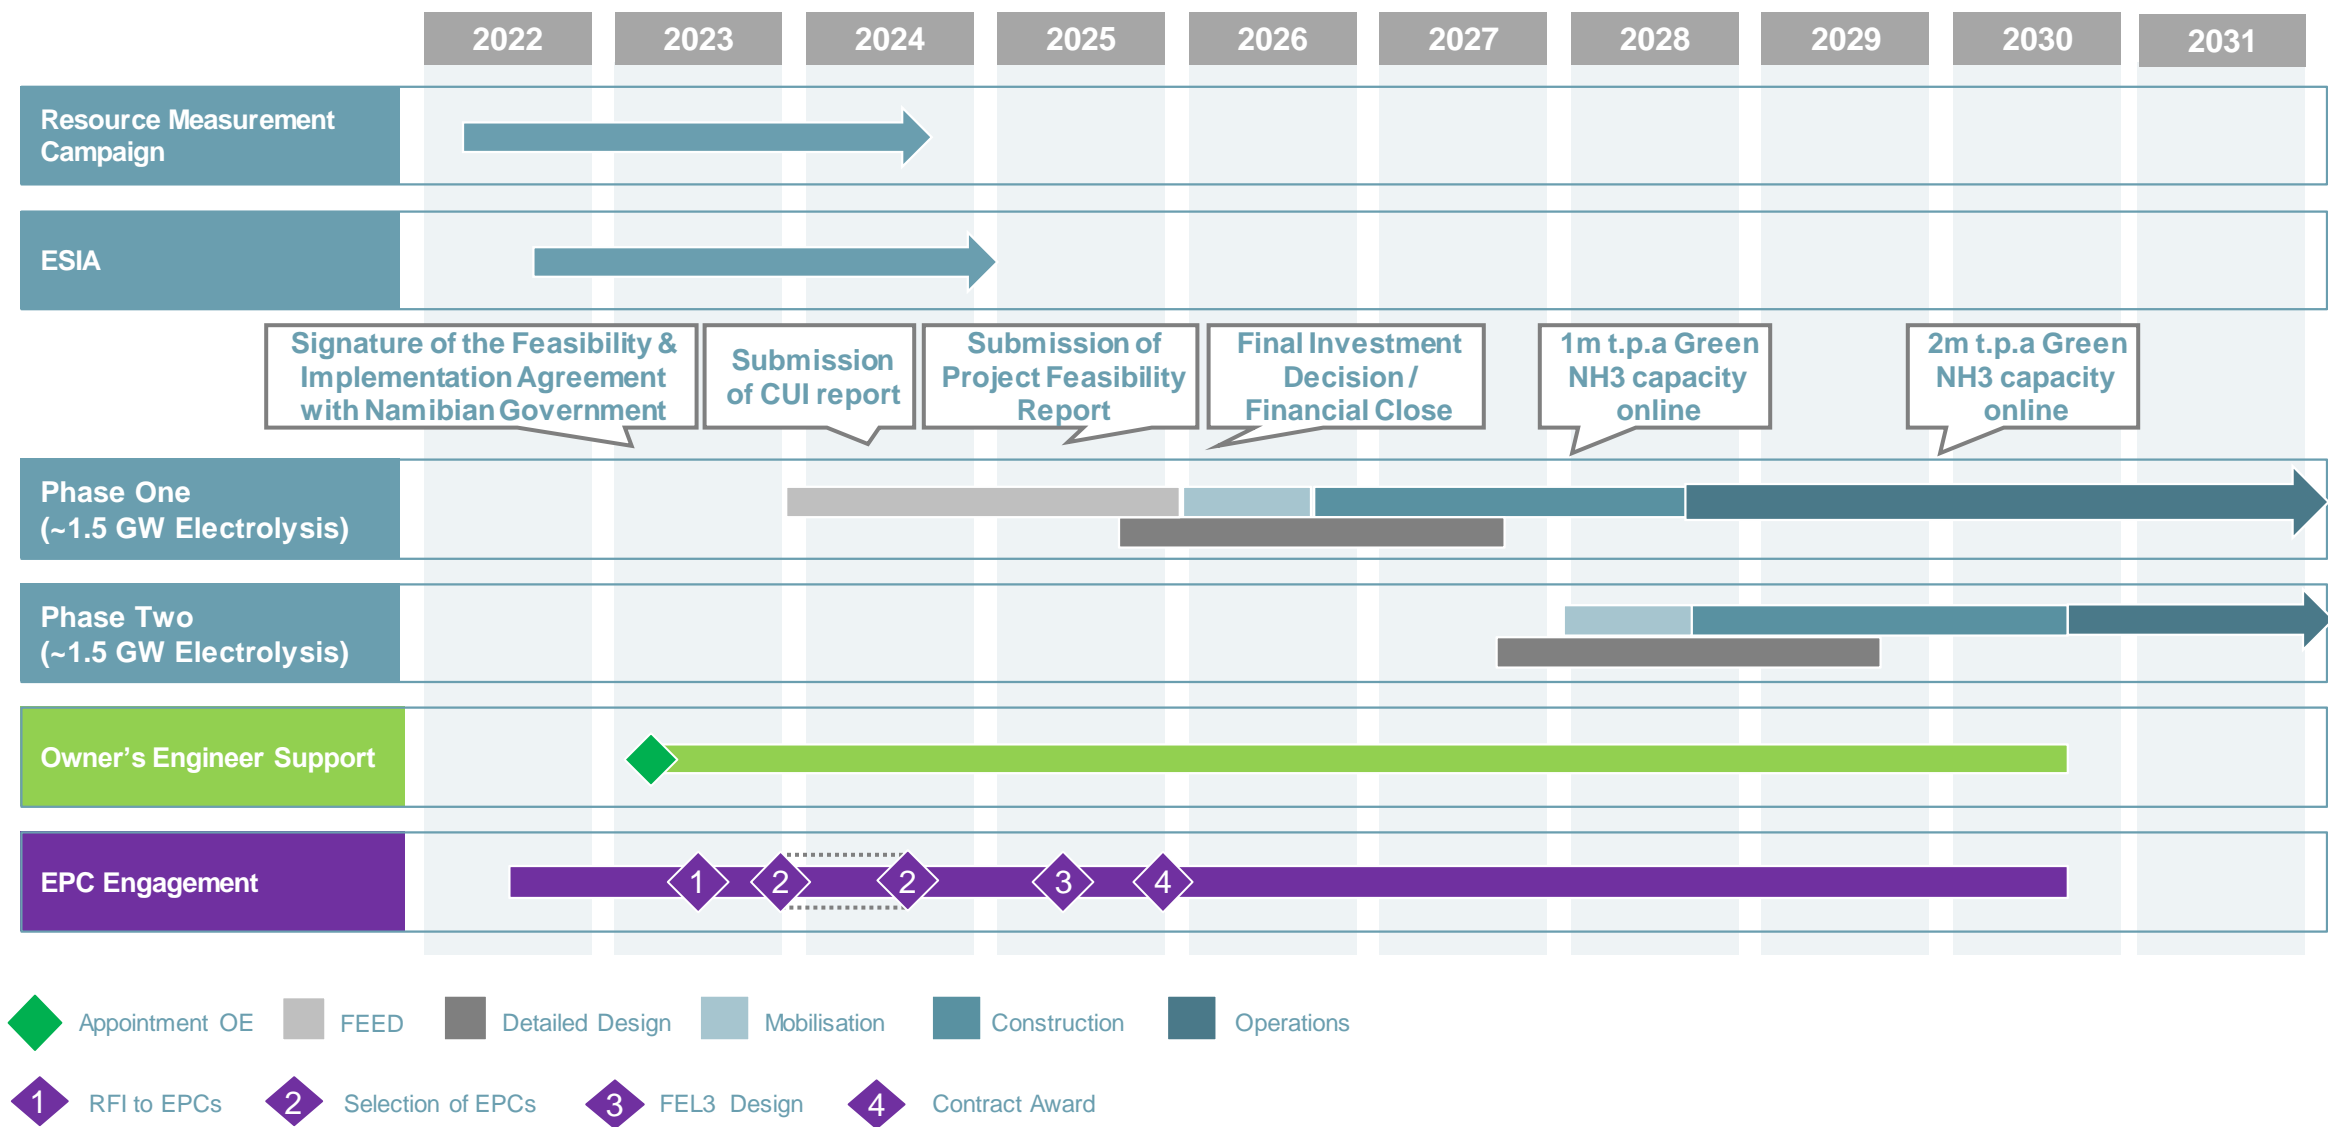 2022 2023 2024 2025 2026 2027 2028 2029 2030 2031
Resource Measurement
Campaign
ESIA
Signature of the Feasibility &
Implementation Agreement
with Namibian Government
Submission
of CUI report
Submission of
Project Feasibility
Report
Final Investment
Decision /
Financial Close
1m t.p.a Green
NH3 capacity
online
2m t.p.a Green
NH3 capacity
online
Phase One
(~1.5 GW Electrolysis)
Phase Two
(~1.5 GW Electrolysis)
Owner’s Engineer Support
EPC Engagement
1 2 2 3 4
Appointment OE FEED Detailed Design Mobilisation Construction Operations
1 RFI to EPCs 2 Selection of EPCs 3 FEL3 Design 4 Contract Award